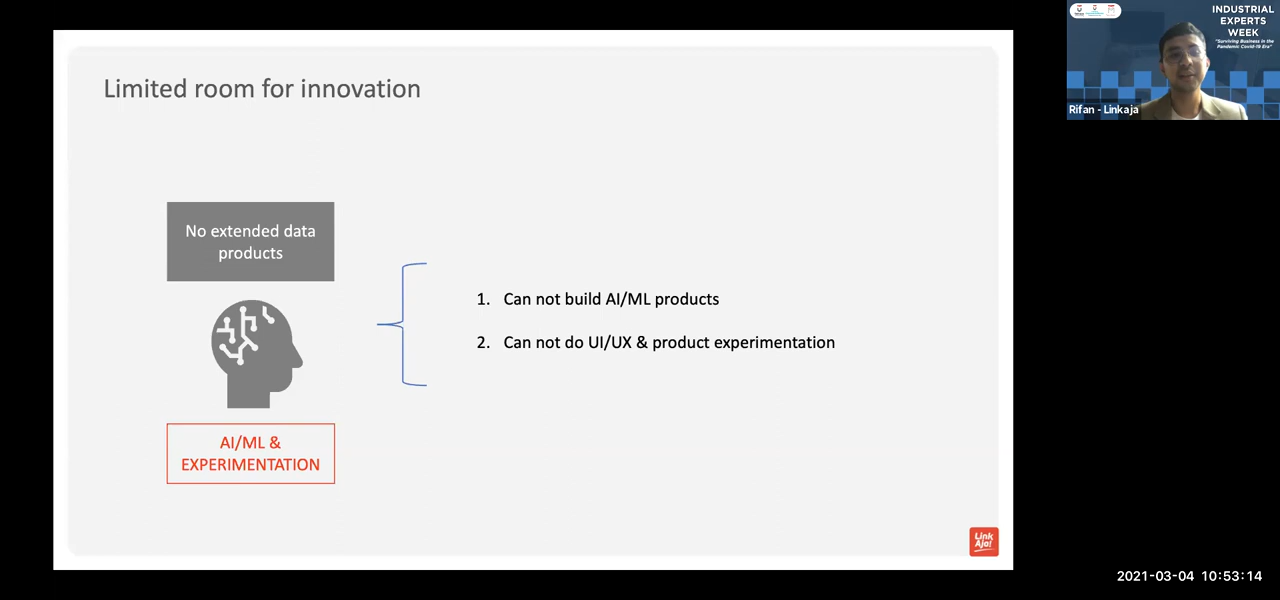 Limited room for innovation
No extended data
products
1. Can not build AI/ML products
2. Can not do UI/UX & product experimentation
AI/ML &
EXPERIMENTATION
Link
Aja!
INDUSTRIAL
EXPERTS
WEEK
"Surviving Business in the
Pandemic Covid-19 Era"
Rifan - Linkaja
2021-03-04 10:53:14